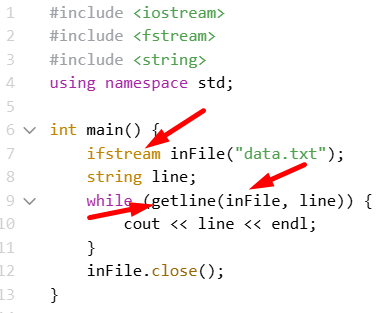 1 #include <iostream>
2 #include <fstream>
3 #include <string>
4 using namespace std;
5
6 int main() {
7     ifstream inFile("data.txt");
8     string line;
9     while (getline(inFile, line)) {
10         cout << line << endl;
11     }
12     inFile.close();
13 }